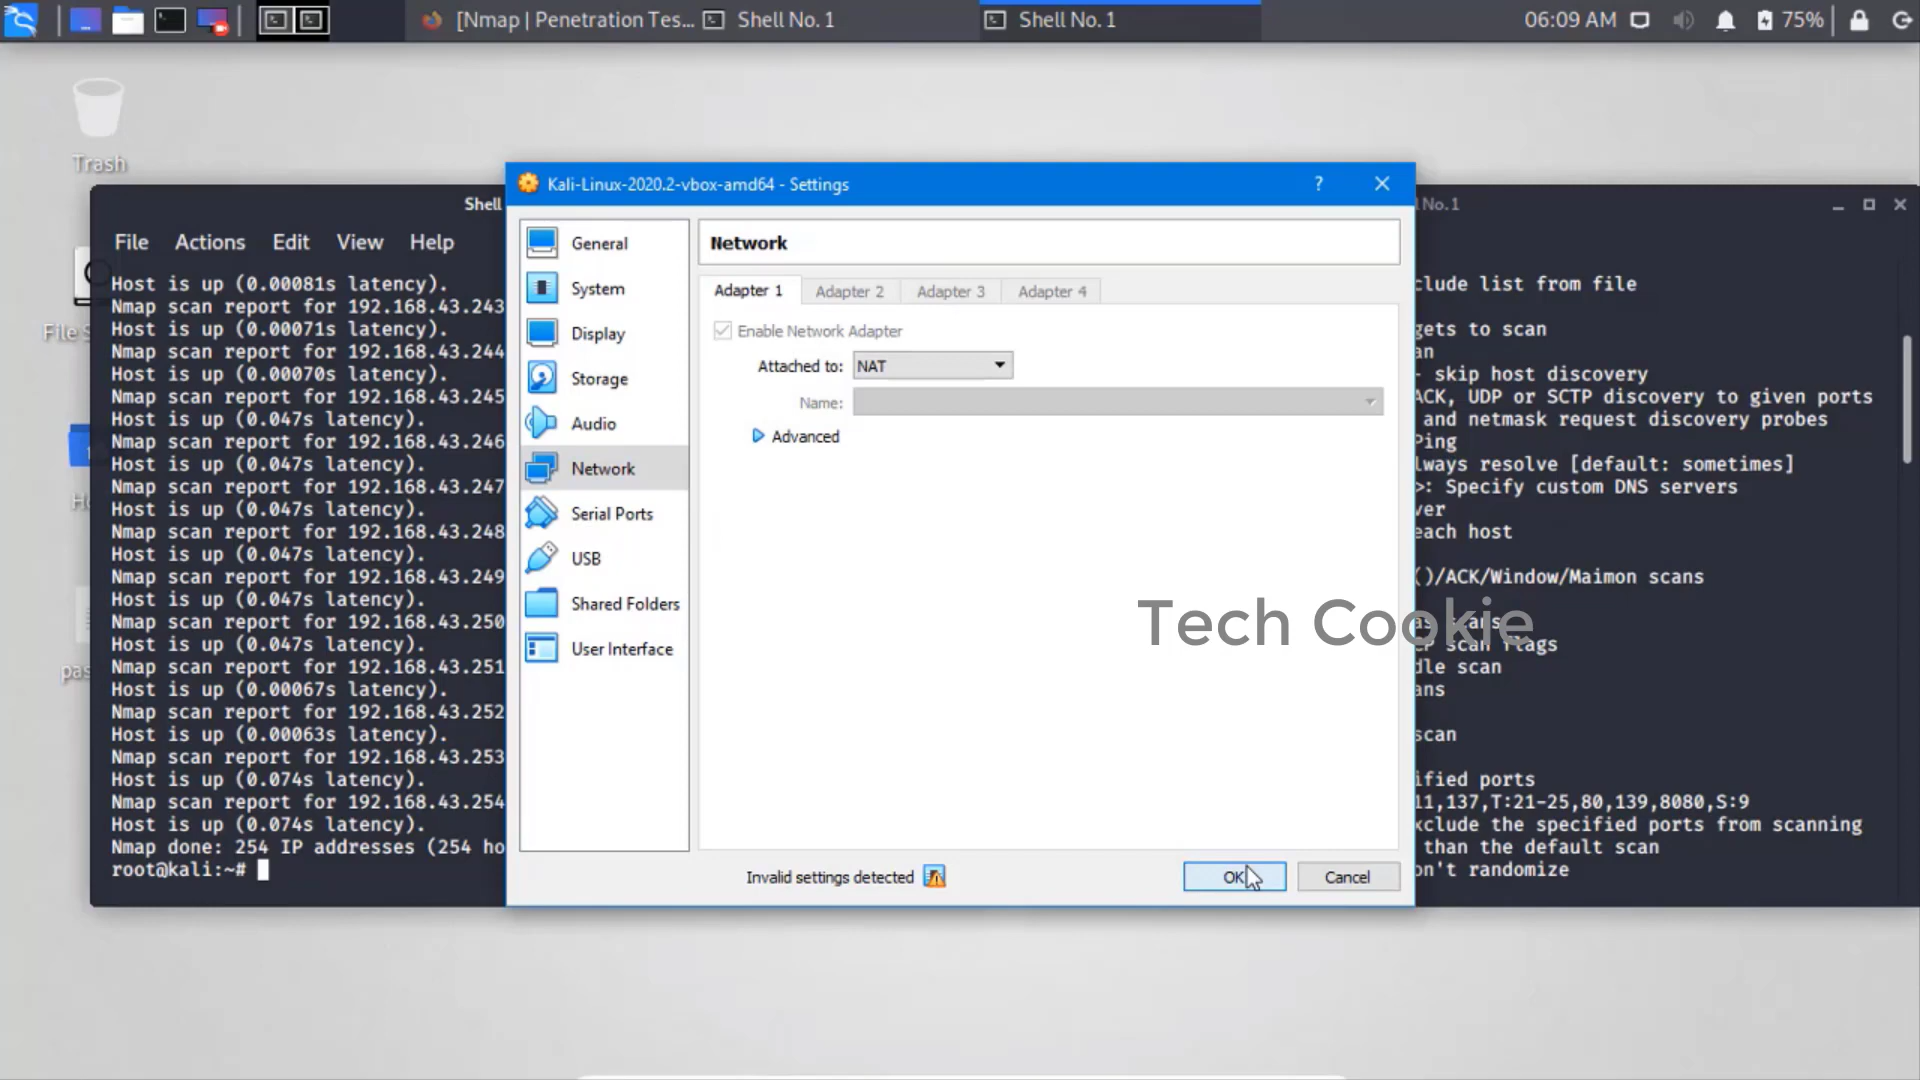 [Nmap | Penetration Tes...
Shell No. 1
Shell No. 1
06:09 AM
75%
Trash
File S
pas
Shell
File Actions Edit View Help
Host is up (0.00081s latency).
Nmap scan report for 192.168.43.243
Host is up (0.00071s latency).
Nmap scan report for 192.168.43.244
Host is up (0.00070s latency).
Nmap scan report for 192.168.43.245
Host is up (0.047s latency).
Nmap scan report for 192.168.43.246
Host is up (0.047s latency).
Nmap scan report for 192.168.43.247
Host is up (0.047s latency).
Nmap scan report for 192.168.43.248
Host is up (0.047s latency).
Nmap scan report for 192.168.43.249
Host is up (0.047s latency).
Nmap scan report for 192.168.43.250
Host is up (0.047s latency).
Nmap scan report for 192.168.43.251
Host is up (0.00067s latency).
Nmap scan report for 192.168.43.252
Host is up (0.00063s latency).
Nmap scan report for 192.168.43.253
Host is up (0.074s latency).
Nmap scan report for 192.168.43.254
Host is up (0.074s latency).
Nmap done: 254 IP addresses (254 ho
root@kali:~#
Kali-Linux-2020.2-vbox-amd64 - Settings
?
General
System
Display
Storage
Audio
Network
Serial Ports
USB
Shared Folders
User Interface
Network
Adapter 1 Adapter 2 Adapter 3 Adapter 4
Enable Network Adapter
Attached to: NAT
Name:
Advanced
Invalid settings detected
OK
Cancel
No.1
clude list from file
gets to scan
an
- skip host discovery
ACK, UDP or SCTP discovery to given ports
and netmask request discovery probes
Ping
lways resolve [default: sometimes]
>: Specify custom DNS servers
ver
each host
()/ACK/Window/Maimon scans
Tech Cookie
scan flags
dle scan
ans
scan
ified ports
11,137,T:21-25,80,139,8080,S:9
xclude the specified ports from scanning
than the default scan
on't randomize